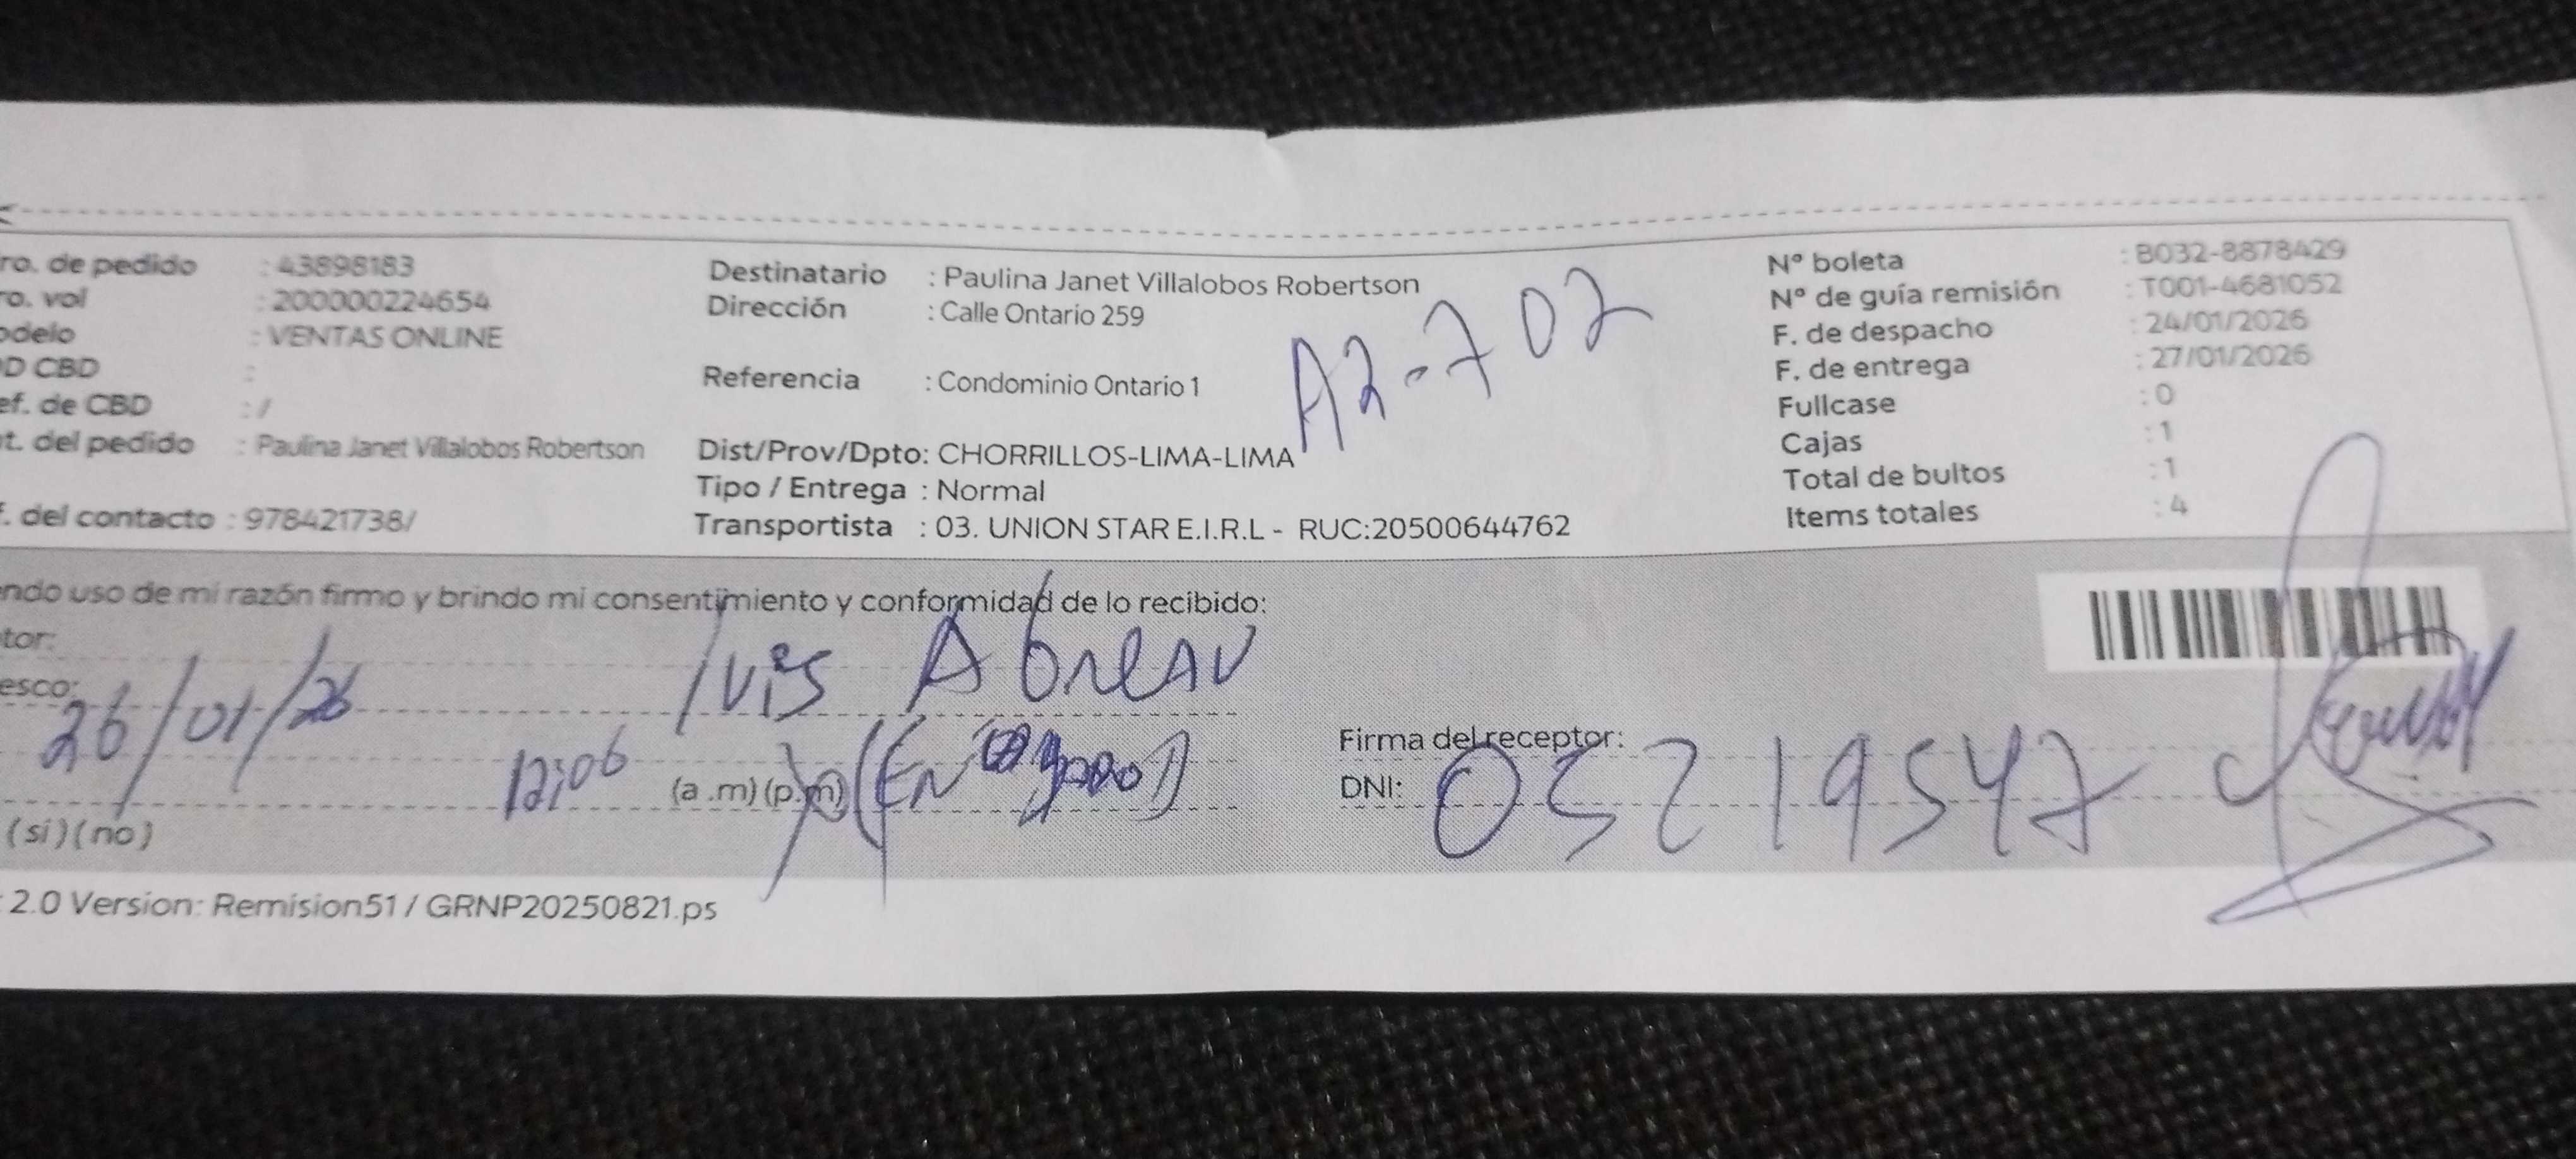 ro. de pedido : 43898183
ro. vol : 200000224654
odelo : VENTAS ONLINE
D CBD :
ef. de CBD : /
t. del pedido : Paulina Janet Villalobos Robertson
f. del contacto : 978421738/
Destinatario : Paulina Janet Villalobos Robertson
Dirección : Calle Ontario 259
Referencia : Condominio Ontario 1
A2-702
Dist/Prov/Dpto: CHORRILLOS-LIMA-LIMA
Tipo / Entrega : Normal
Transportista : 03. UNION STAR E.I.R.L - RUC:20500644762
N° boleta : B032-8878429
N° de guía remisión : T001-4681052
F. de despacho : 24/01/2026
F. de entrega : 27/01/2026
Fullcase : 0
Cajas : 1
Total de bultos : 1
Items totales : 4
ndo uso de mi razón firmo y brindo mi consentimiento y conformidad de lo recibido:
tor:
esco:
26/01/26
Abreau
12:06 (a .m) (p.m)
Firma del receptor:
DNI: 05219547
(si) (no)
2.0 Version: Remision51 / GRNP20250821.ps